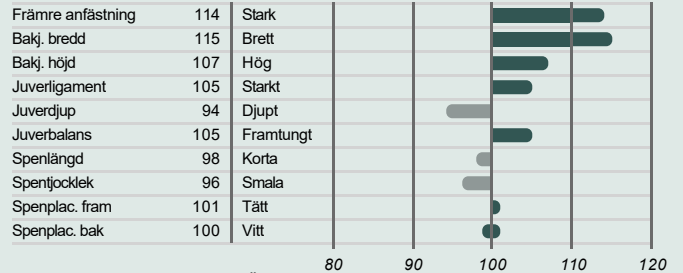 Främre anfästning 114 Stark
Bakj. bredd 115 Brett
Bakj. höjd 107 Hög
Juverligament 105 Starkt
Juverdjup 94 Djupt
Juverbalans 105 Framtungt
Spenlängd 98 Korta
Spentjocklek 96 Smala
Spenplac. fram 101 Tätt
Spenplac. bak 100 Vitt
80 90 100 110 120